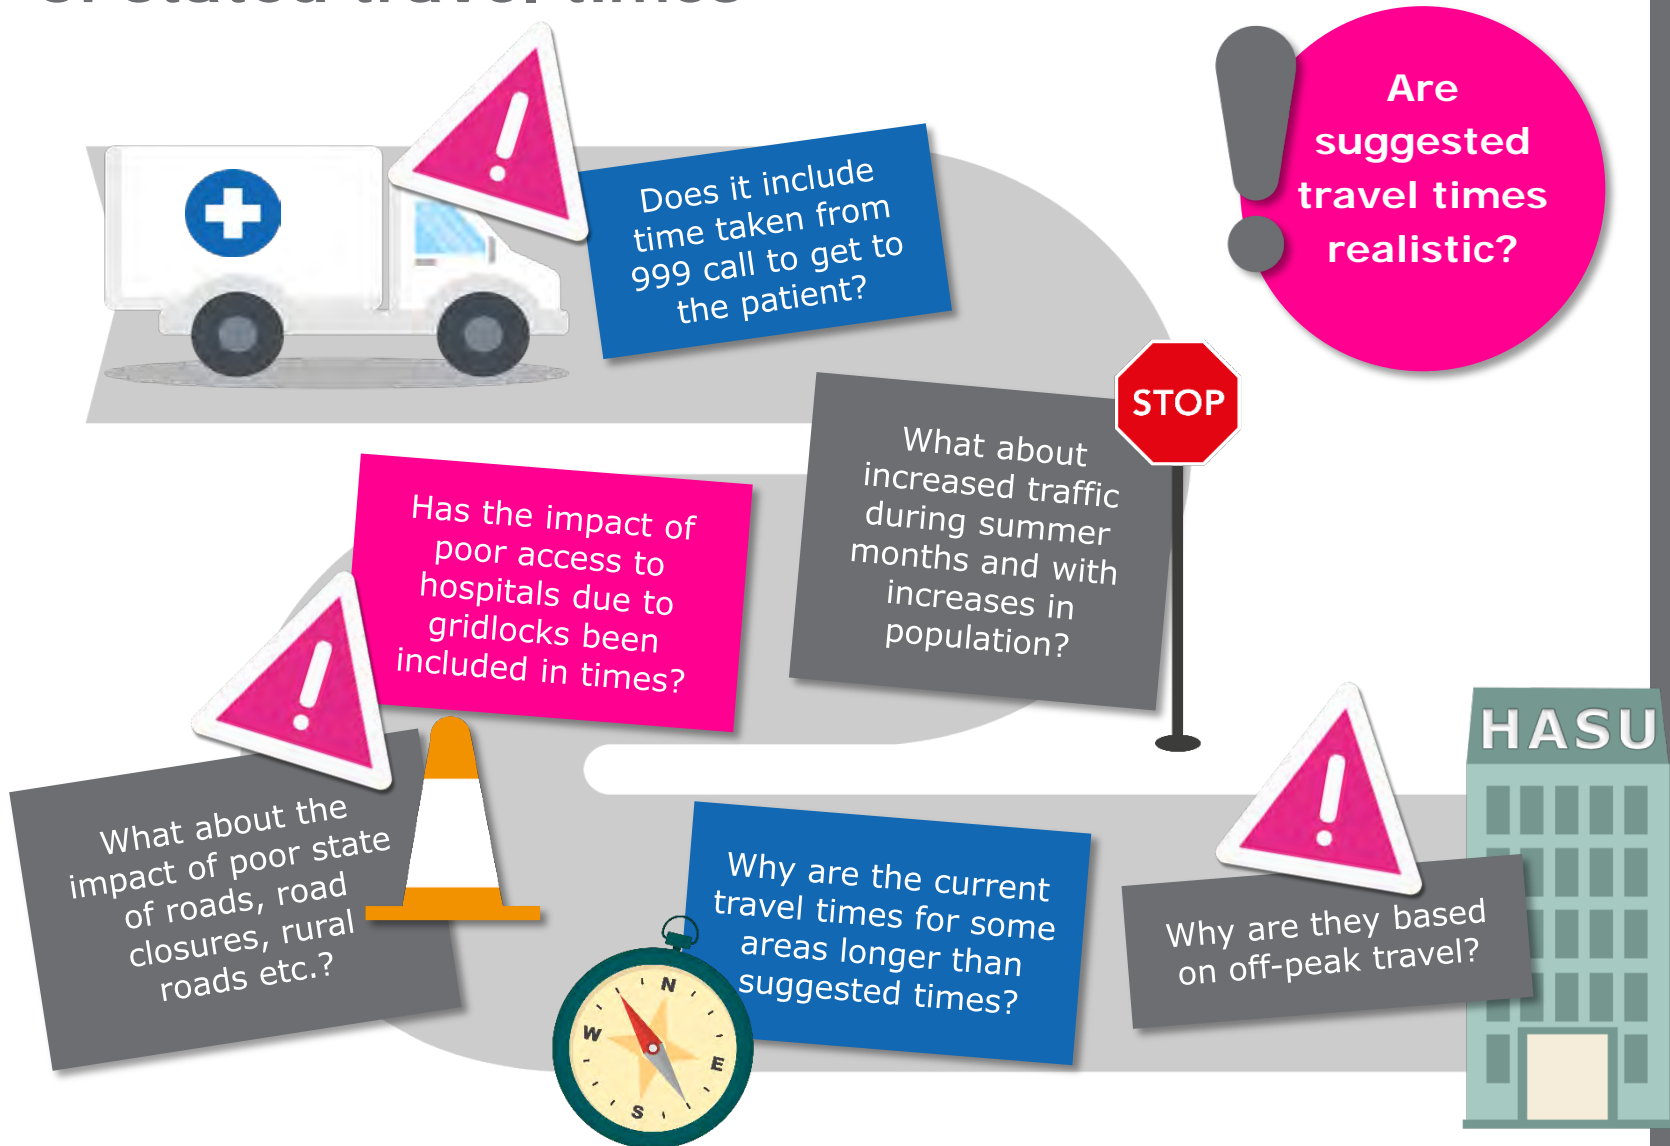 of stated travel times
Are
suggested
travel times
realistic?
Does it include
time taken from
999 call to get to
the patient?
STOP
What about
increased traffic
during summer
months and with
increases in
population?
Has the impact of
poor access to
hospitals due to
gridlocks been
included in times?
HASU
What about the
impact of poor state
of roads, road
closures, rural
roads etc.?
Why are the current
travel times for some
areas longer than
suggested times?
Why are they based
on off-peak travel?
N
W
E
S